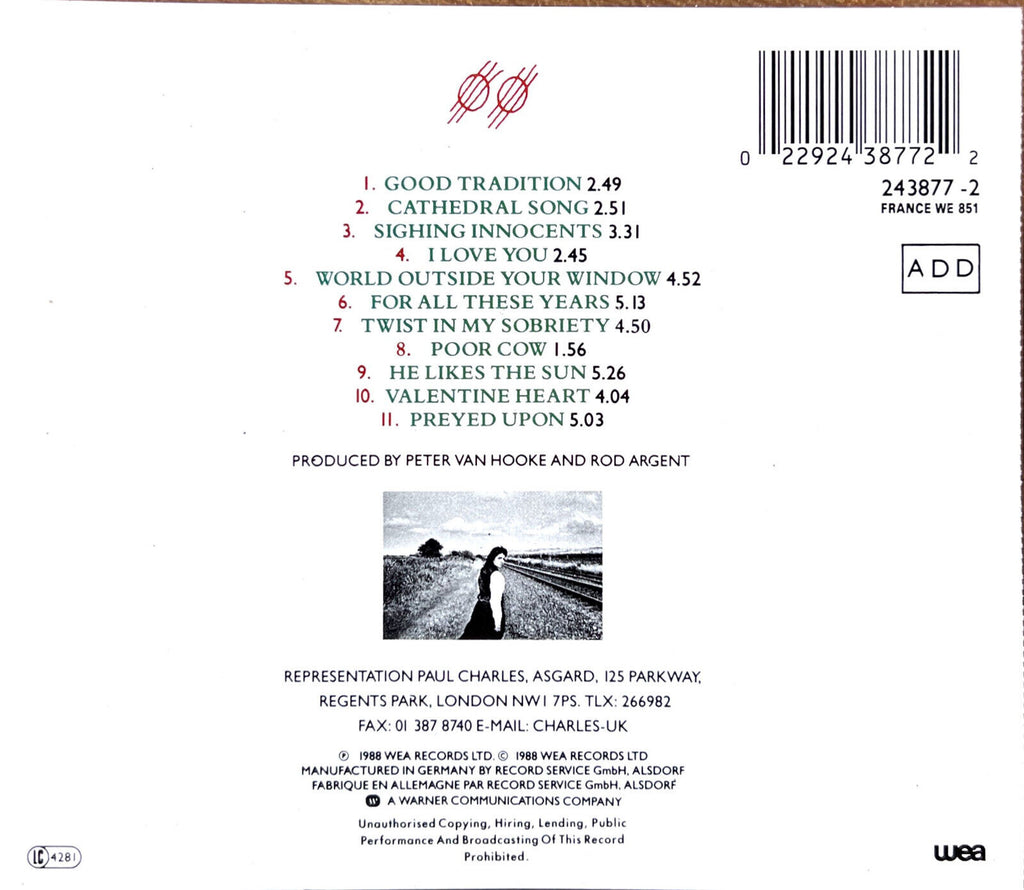 0 22924 38772 2
243877 -2
FRANCE WE 851
ADD
1. GOOD TRADITION 2.49
2. CATHEDRAL SONG 2.51
3. SIGHING INNOCENTS 3.31
4. I LOVE YOU 2.45
5. WORLD OUTSIDE YOUR WINDOW 4.52
6. FOR ALL THESE YEARS 5.13
7. TWIST IN MY SOBRIETY 4.50
8. POOR COW 1.56
9. HE LIKES THE SUN 5.26
10. VALENTINE HEART 4.04
11. PREYED UPON 5.03
PRODUCED BY PETER VAN HOOKE AND ROD ARGENT
REPRESENTATION PAUL CHARLES, ASGARD, 125 PARKWAY,
REGENTS PARK, LONDON NW1 7PS. TLX: 266982
FAX: 01 387 8740 E-MAIL: CHARLES-UK
℗ 1988 WEA RECORDS LTD. © 1988 WEA RECORDS LTD
MANUFACTURED IN GERMANY BY RECORD SERVICE GmbH, ALSDORF
FABRIQUE EN ALLEMAGNE PAR RECORD SERVICE GmbH, ALSDORF
A WARNER COMMUNICATIONS COMPANY
Unauthorised Copying, Hiring, Lending, Public
Performance And Broadcasting Of This Record
Prohibited.
LC 4281
wea